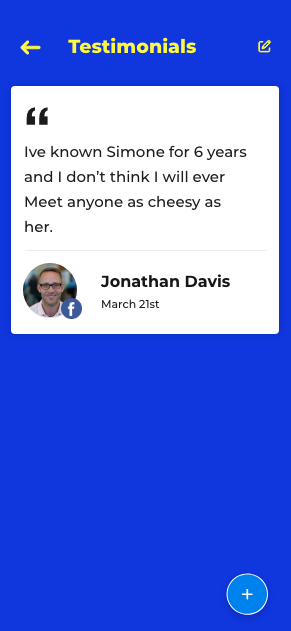 Testimonials
“
Ive known Simone for 6 years
and I don’t think I will ever
Meet anyone as cheesy as
her.
Jonathan Davis
March 21st